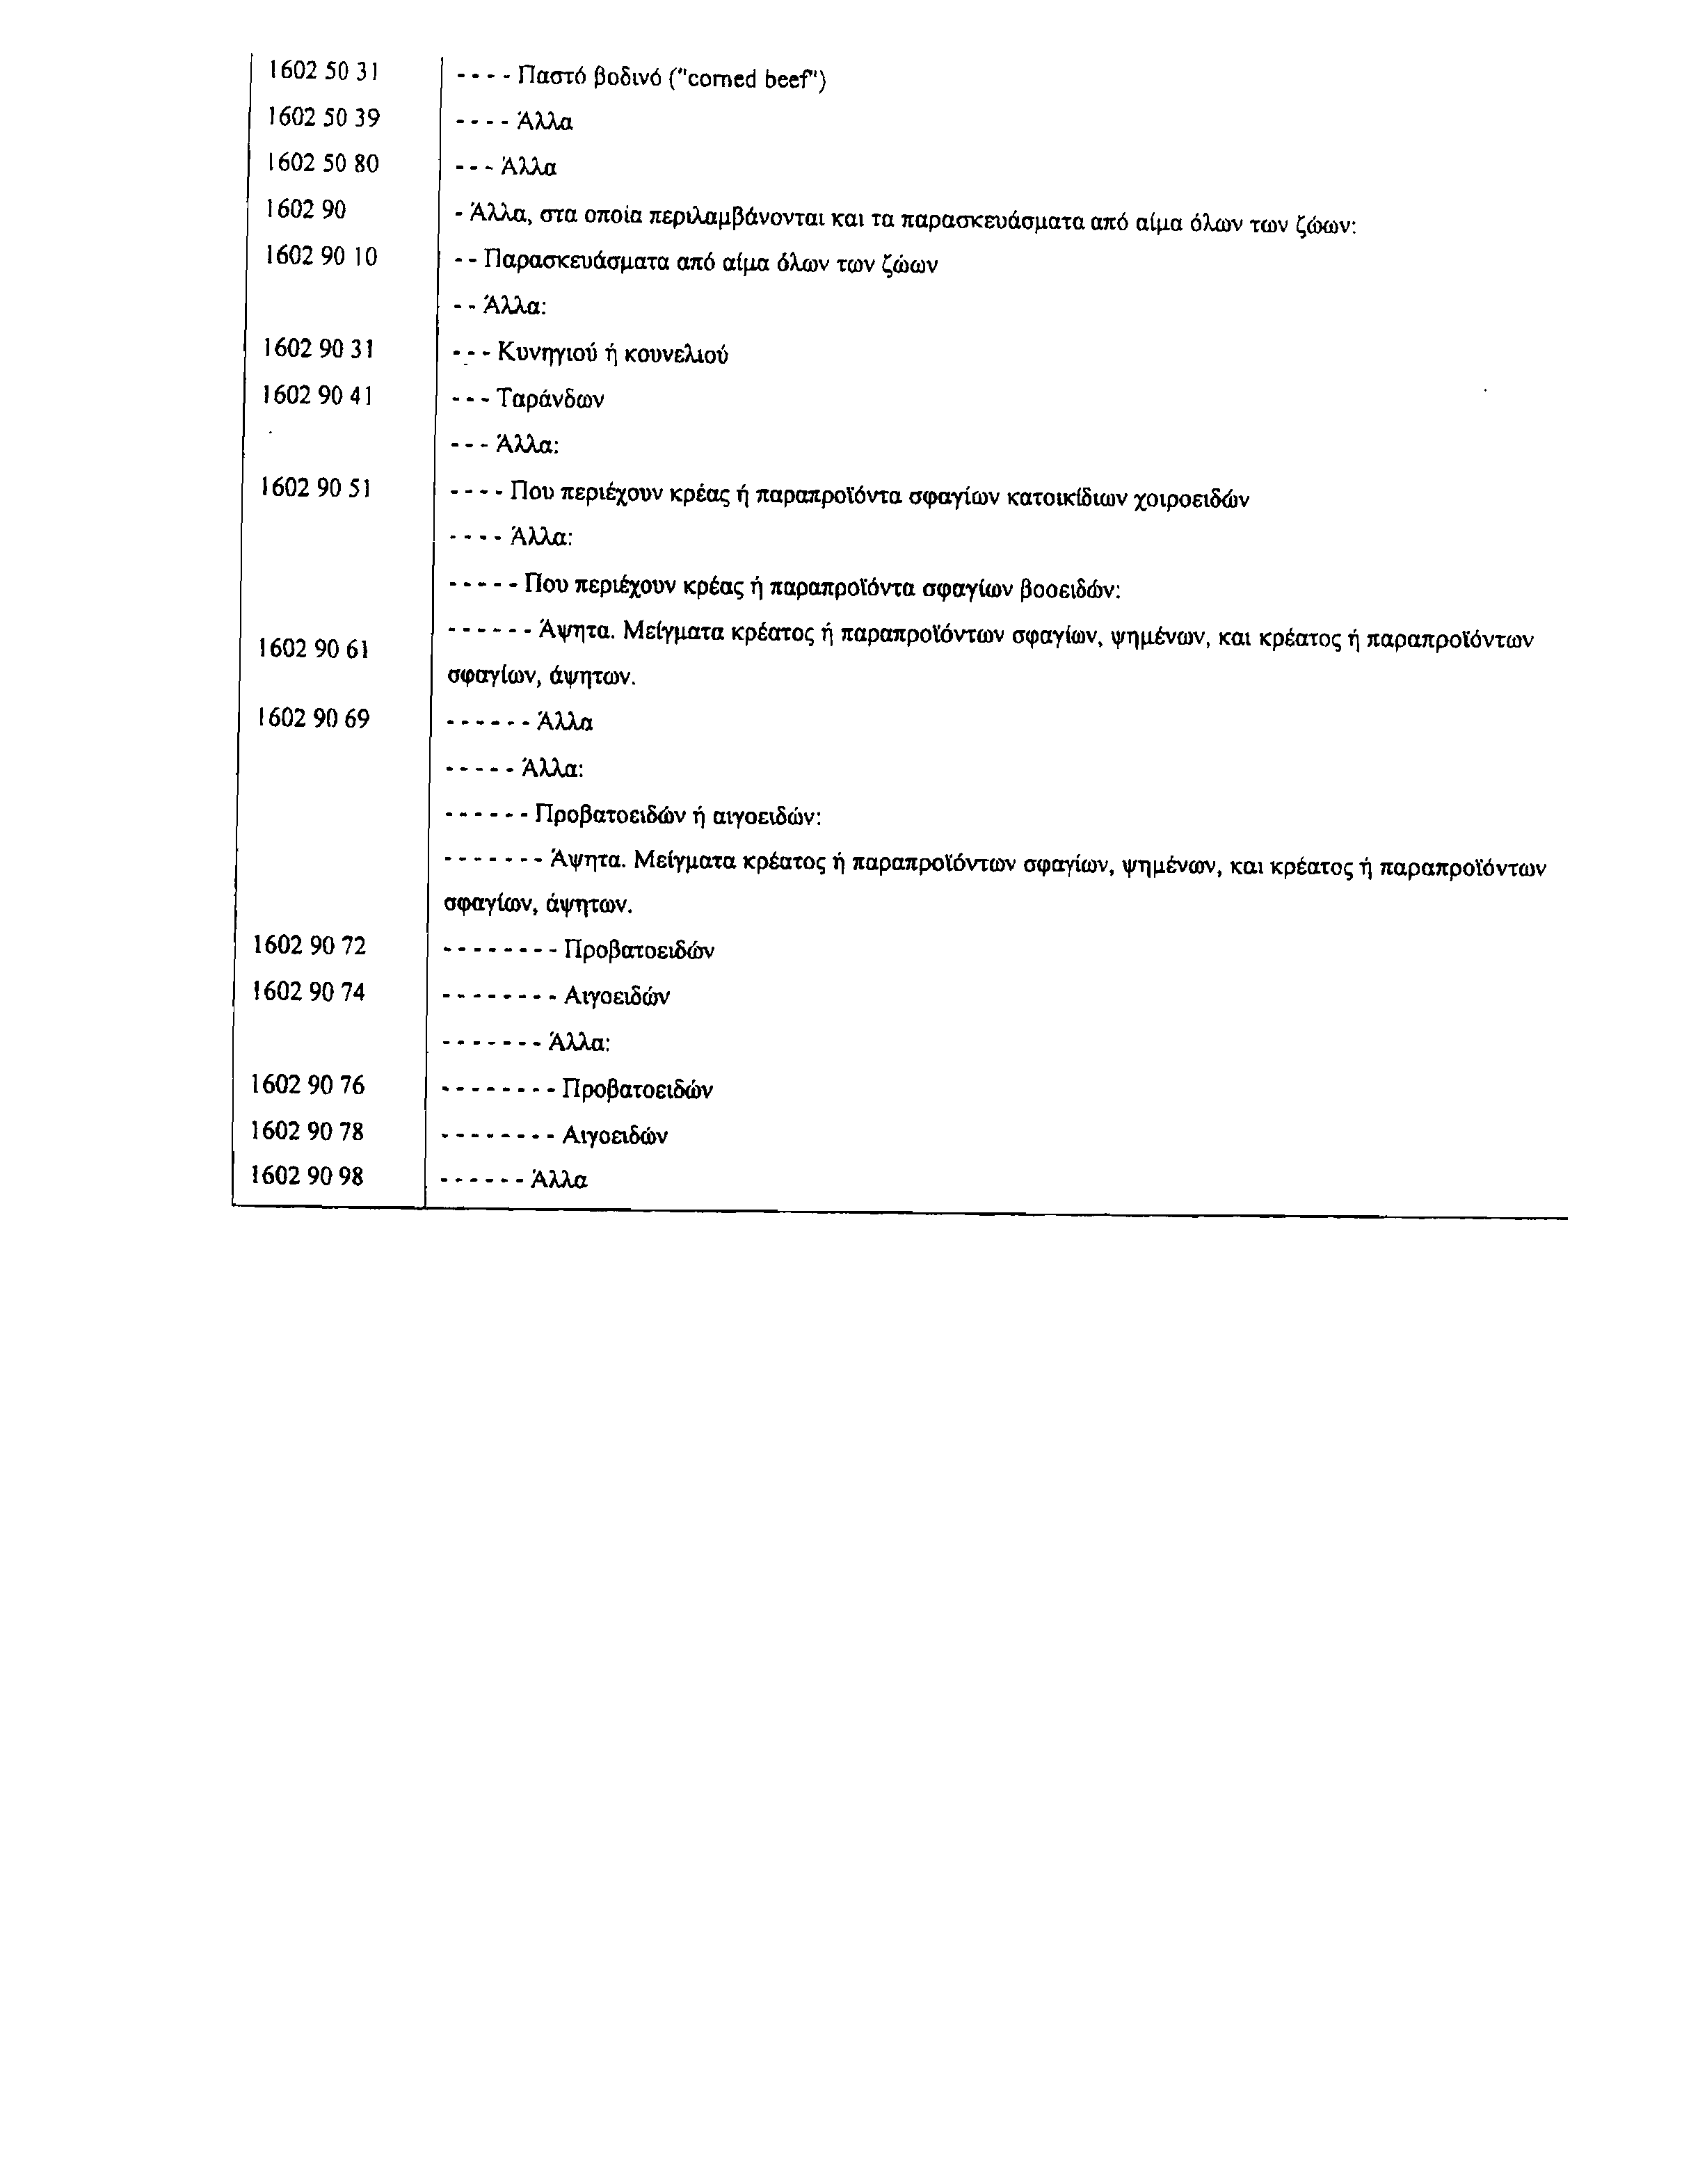 1602 50 31 - - - - Παστό βοδινό ("corned beef")
1602 50 39 - - - - Άλλα
1602 50 80 - - - Άλλα
1602 90 - Άλλα, στα οποία περιλαμβάνονται και τα παρασκευάσματα από αίμα όλων των ζώων:
1602 90 10 - - Παρασκευάσματα από αίμα όλων των ζώων
- - Άλλα:
1602 90 31 - - - Κυνηγιού ή κουνελιού
1602 90 41 - - - Ταράνδων
- - - Άλλα:
1602 90 51 - - - - Που περιέχουν κρέας ή παραπροϊόντα σφαγίων κατοικίδιων χοιροειδών
- - - - Άλλα:
- - - - - Που περιέχουν κρέας ή παραπροϊόντα σφαγίων βοοειδών:
1602 90 61 - - - - - - Άψητα. Μείγματα κρέατος ή παραπροϊόντων σφαγίων, ψημένων, και κρέατος ή παραπροϊόντων
σφαγίων, άψητων.
1602 90 69 - - - - - - Άλλα
- - - - - Άλλα:
- - - - - - Προβατοειδών ή αιγοειδών:
- - - - - - - Άψητα. Μείγματα κρέατος ή παραπροϊόντων σφαγίων, ψημένων, και κρέατος ή παραπροϊόντων
σφαγίων, άψητων.
1602 90 72 - - - - - - - - Προβατοειδών
1602 90 74 - - - - - - - - Αιγοειδών
- - - - - - - Άλλα:
1602 90 76 - - - - - - - - Προβατοειδών
1602 90 78 - - - - - - - - Αιγοειδών
1602 90 98 - - - - - - Άλλα